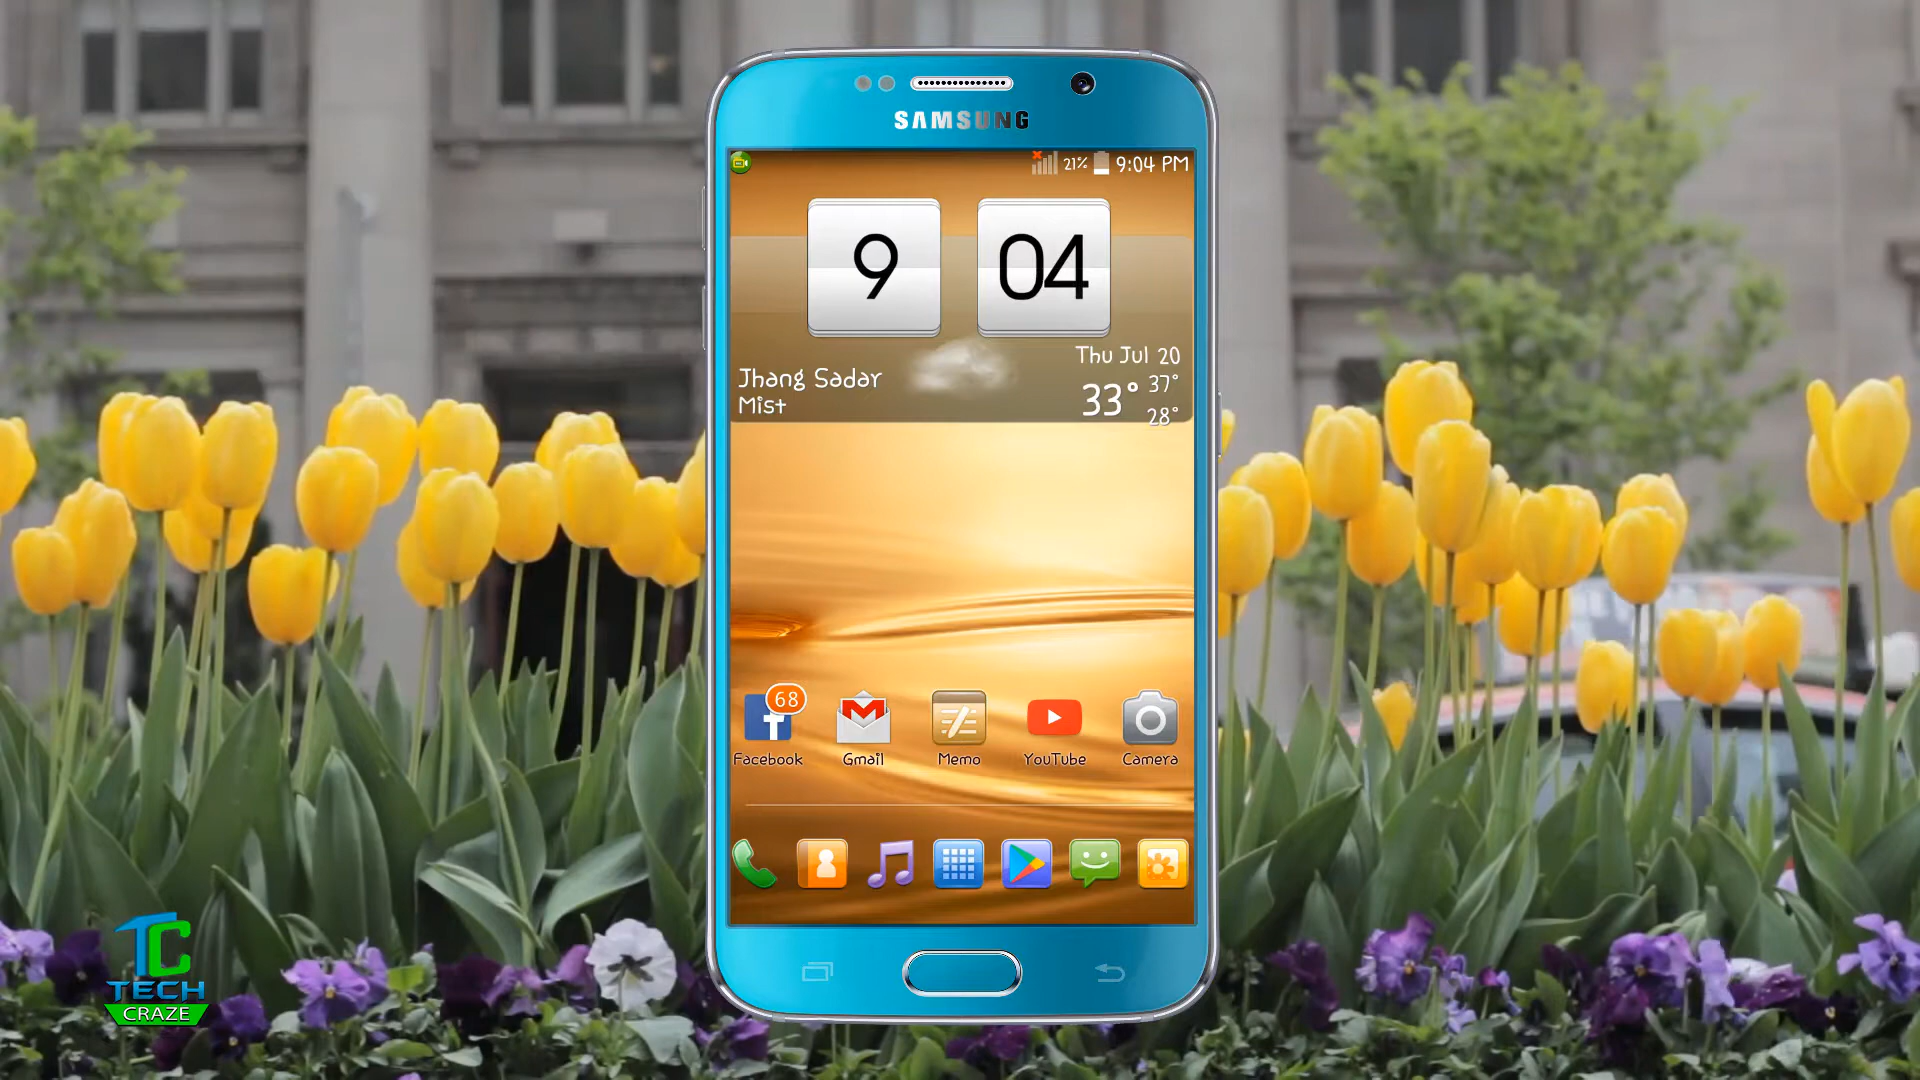 SAMSUNG
21% 9:04 PM
9 04
Thu Jul 20
Jhang Sadar
33° 37°
Mist
28°
68
Facebook Gmail Memo YouTube Camera
TC
TECH
CRAZE